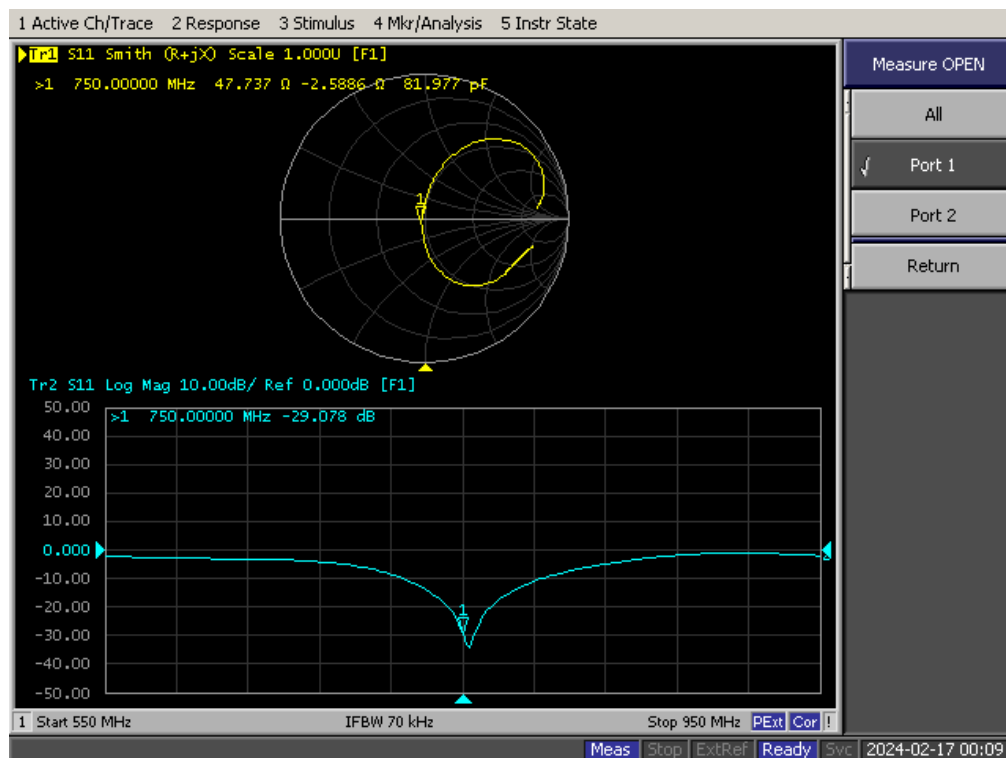 1 Active Ch/Trace 2 Response 3 Stimulus 4 Mkr/Analysis 5 Instr State
Tr1 S11 Smith (R+jX) Scale 1.000U [F1]
>1 750.00000 MHz 47.737 Ω -2.5886 Ω 81.977 pF
1
Tr2 S11 Log Mag 10.00dB/ Ref 0.000dB [F1]
50.00
>1 750.00000 MHz -29.078 dB
40.00
30.00
20.00
10.00
0.000
-10.00
-20.00
1
-30.00
-40.00
-50.00
1 Start 550 MHz IFBW 70 kHz Stop 950 MHz PExt Cor !
Measure OPEN
All
√ Port 1
Port 2
Return
Meas Stop ExtRef Ready Svc 2024-02-17 00:09